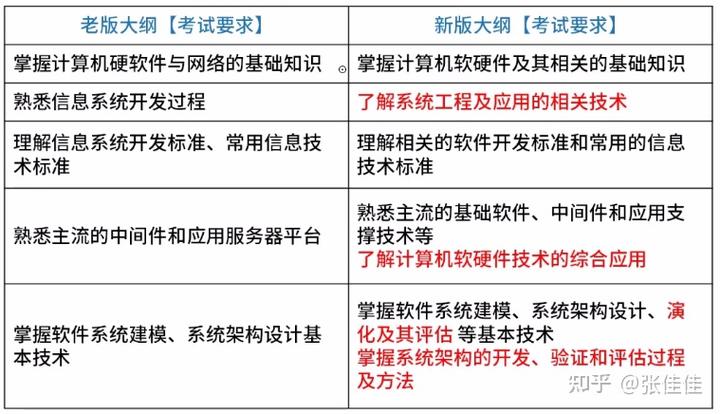 老版大纲【考试要求】
新版大纲【考试要求】
掌握计算机硬软件与网络的基础知识
掌握计算机软硬件及其相关的基础知识
熟悉信息系统开发过程
了解系统工程及应用的相关技术
理解信息系统开发标准、常用信息技
术标准
理解相关的软件开发标准和常用的信息
技术标准
熟悉主流的中间件和应用服务器平台
熟悉主流的基础软件、中间件和应用支
撑技术等
了解计算机软硬件技术的综合应用
掌握软件系统建模、系统架构设计基
本技术
掌握软件系统建模、系统架构设计、演
化及其评估 等基本技术
掌握系统架构的开发、验证和评估过程
及方法
知乎 @张佳佳